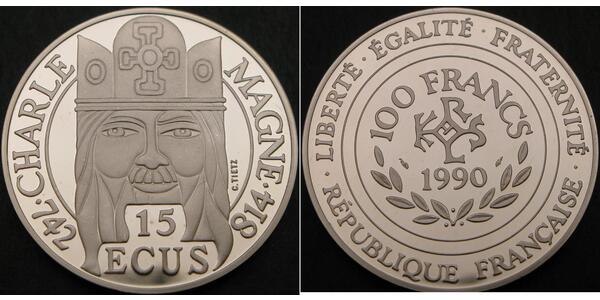 742 · CHARLE MAGNE · 814
C.TIETZ
15
ECUS
LIBERTÉ · ÉGALITÉ · FRATERNITÉ ·
RÉPUBLIQUE FRANÇAISE ·
100 FRANCS
KRLS
1990